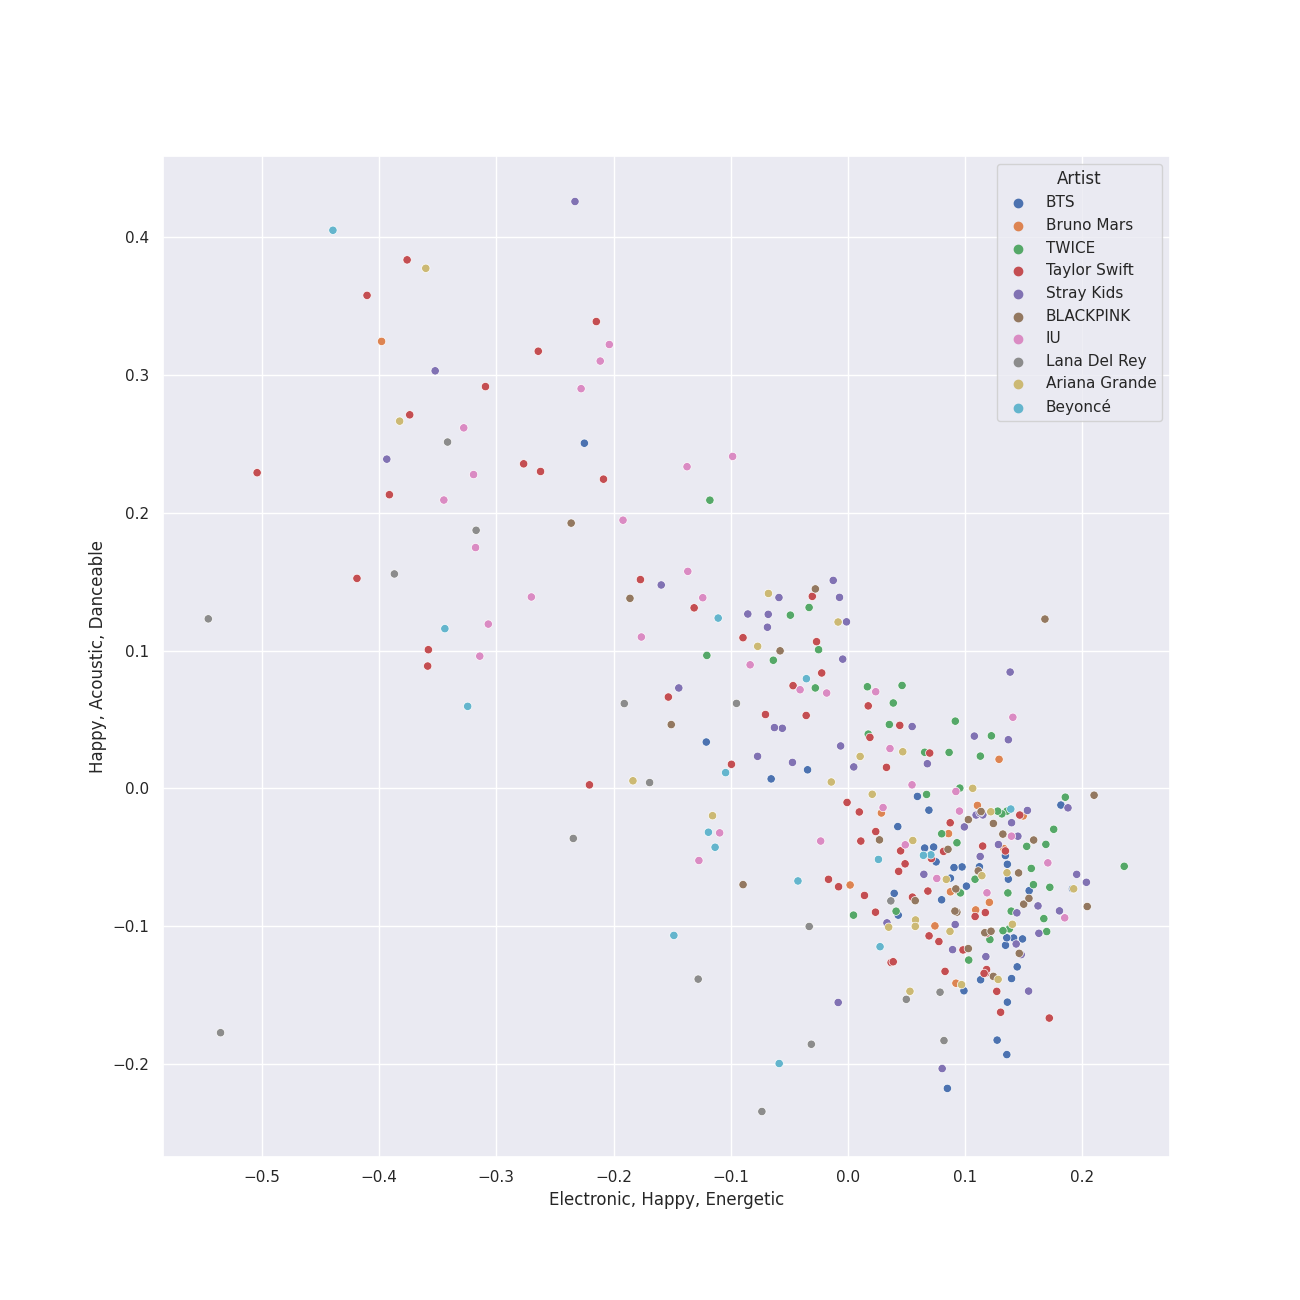 Artist
BTS
Bruno Mars
TWICE
Taylor Swift
Stray Kids
BLACKPINK
IU
Lana Del Rey
Ariana Grande
Beyoncé
0.4
0.3
0.2
0.1
0.0
−0.1
−0.2
Happy, Acoustic, Danceable
−0.5
−0.4
−0.3
−0.2
−0.1
0.0
0.1
0.2
Electronic, Happy, Energetic